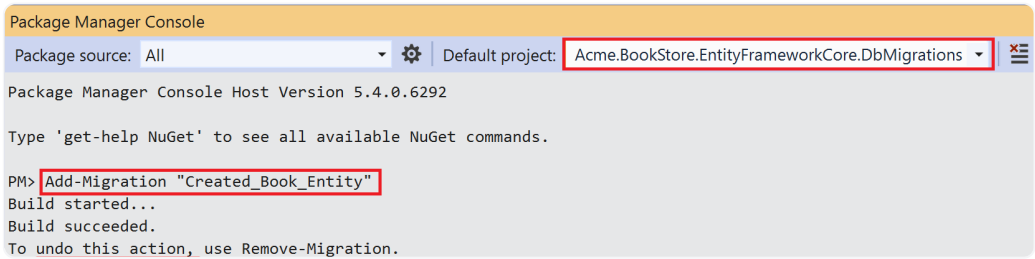 Package Manager Console
Package source: All Default project: Acme.BookStore.EntityFrameworkCore.DbMigrations
Package Manager Console Host Version 5.4.0.6292
Type 'get-help NuGet' to see all available NuGet commands.
PM> Add-Migration "Created_Book_Entity"
Build started...
Build succeeded.
To undo this action, use Remove-Migration.